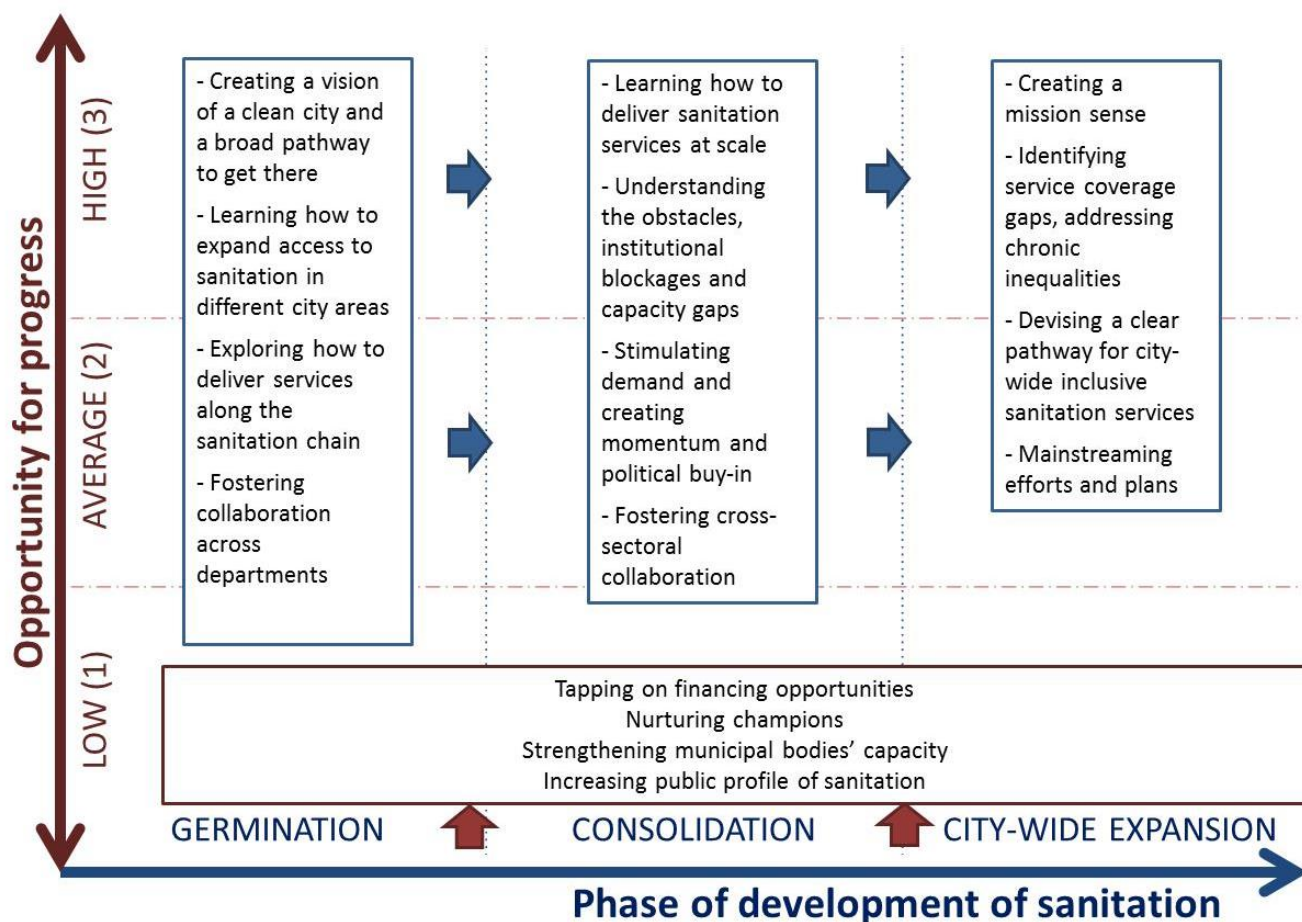 Opportunity for progress
HIGH (3)
AVERAGE (2)
LOW (1)
- Creating a vision
of a clean city and
a broad pathway
to get there
- Learning how to
expand access to
sanitation in
different city areas
- Exploring how to
deliver services
along the
sanitation chain
- Fostering
collaboration
across
departments
- Learning how to
deliver sanitation
services at scale
- Understanding
the obstacles,
institutional
blockages and
capacity gaps
- Stimulating
demand and
creating
momentum and
political buy-in
- Fostering cross-
sectoral
collaboration
- Creating a
mission sense
- Identifying
service coverage
gaps, addressing
chronic
inequalities
- Devising a clear
pathway for city-
wide inclusive
sanitation services
- Mainstreaming
efforts and plans
Tapping on financing opportunities
Nurturing champions
Strengthening municipal bodies’ capacity
Increasing public profile of sanitation
GERMINATION
CONSOLIDATION
CITY-WIDE EXPANSION
Phase of development of sanitation